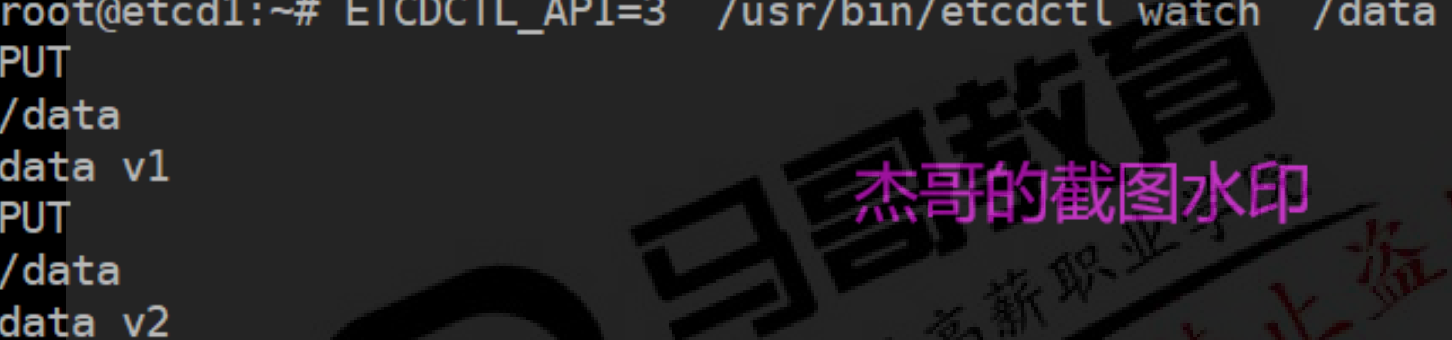 root@etcd1:~# ETCDCTL_API=3  /usr/bin/etcdctl watch  /data
PUT
/data
data v1
PUT
/data
data v2
马哥教育
杰哥的截图水印
高薪职业学院
止盗